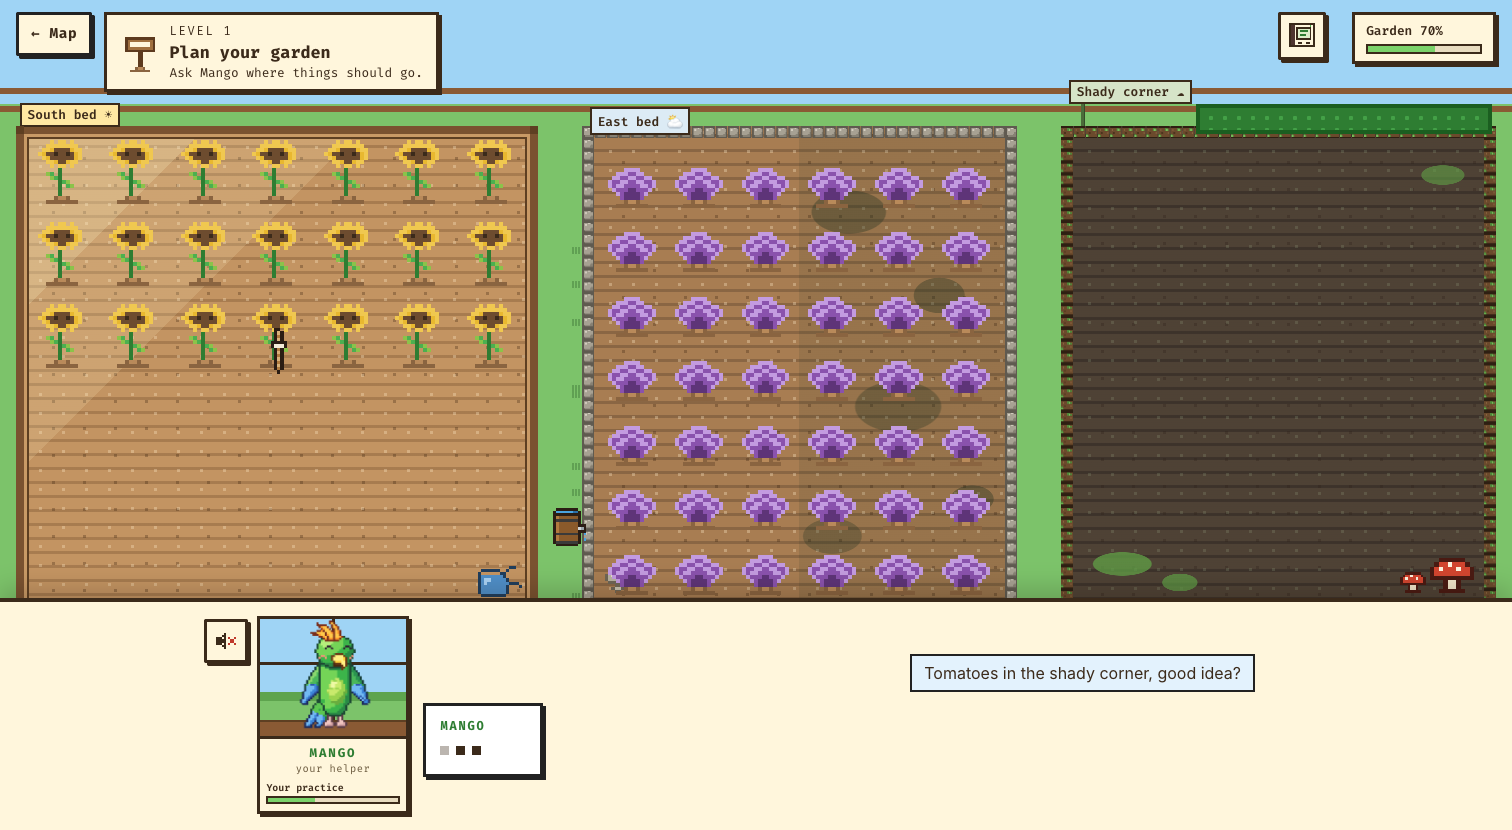 ← Map
LEVEL 1
Plan your garden
Ask Mango where things should go.
Garden 70%
South bed ☀
East bed ⛅
Shady corner ☁
Tomatoes in the shady corner, good idea?
MANGO
your helper
Your practice
MANGO